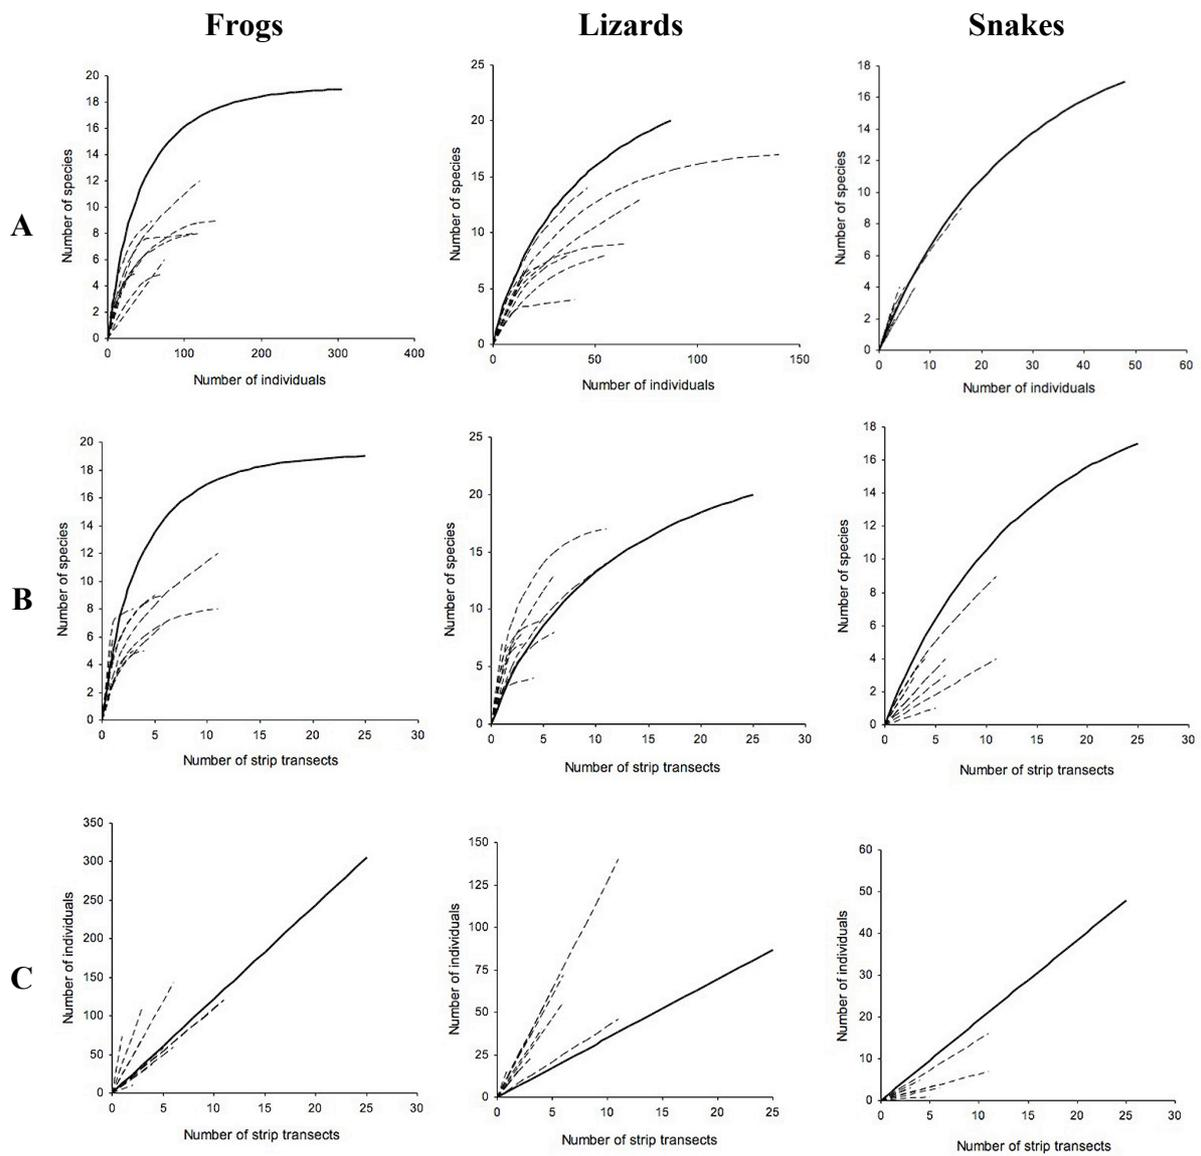 Frogs Lizards Snakes
A
Number of species
20
18
16
14
12
10
8
6
4
2
0
0 100 200 300 400
Number of individuals
Number of species
25
20
15
10
5
0
0 50 100 150
Number of individuals
Number of species
18
16
14
12
10
8
6
4
2
0
0 10 20 30 40 50 60
Number of individuals
B
Number of species
20
18
16
14
12
10
8
6
4
2
0
0 5 10 15 20 25 30
Number of strip transects
Number of species
25
20
15
10
5
0
0 5 10 15 20 25 30
Number of strip transects
Number of species
18
16
14
12
10
8
6
4
2
0
0 5 10 15 20 25 30
Number of strip transects
C
Number of individuals
350
300
250
200
150
100
50
0
0 5 10 15 20 25 30
Number of strip transects
Number of individuals
150
125
100
75
50
25
0
0 5 10 15 20 25
Number of strip transects
Number of individuals
60
50
40
30
20
10
0
0 5 10 15 20 25 30
Number of strip transects